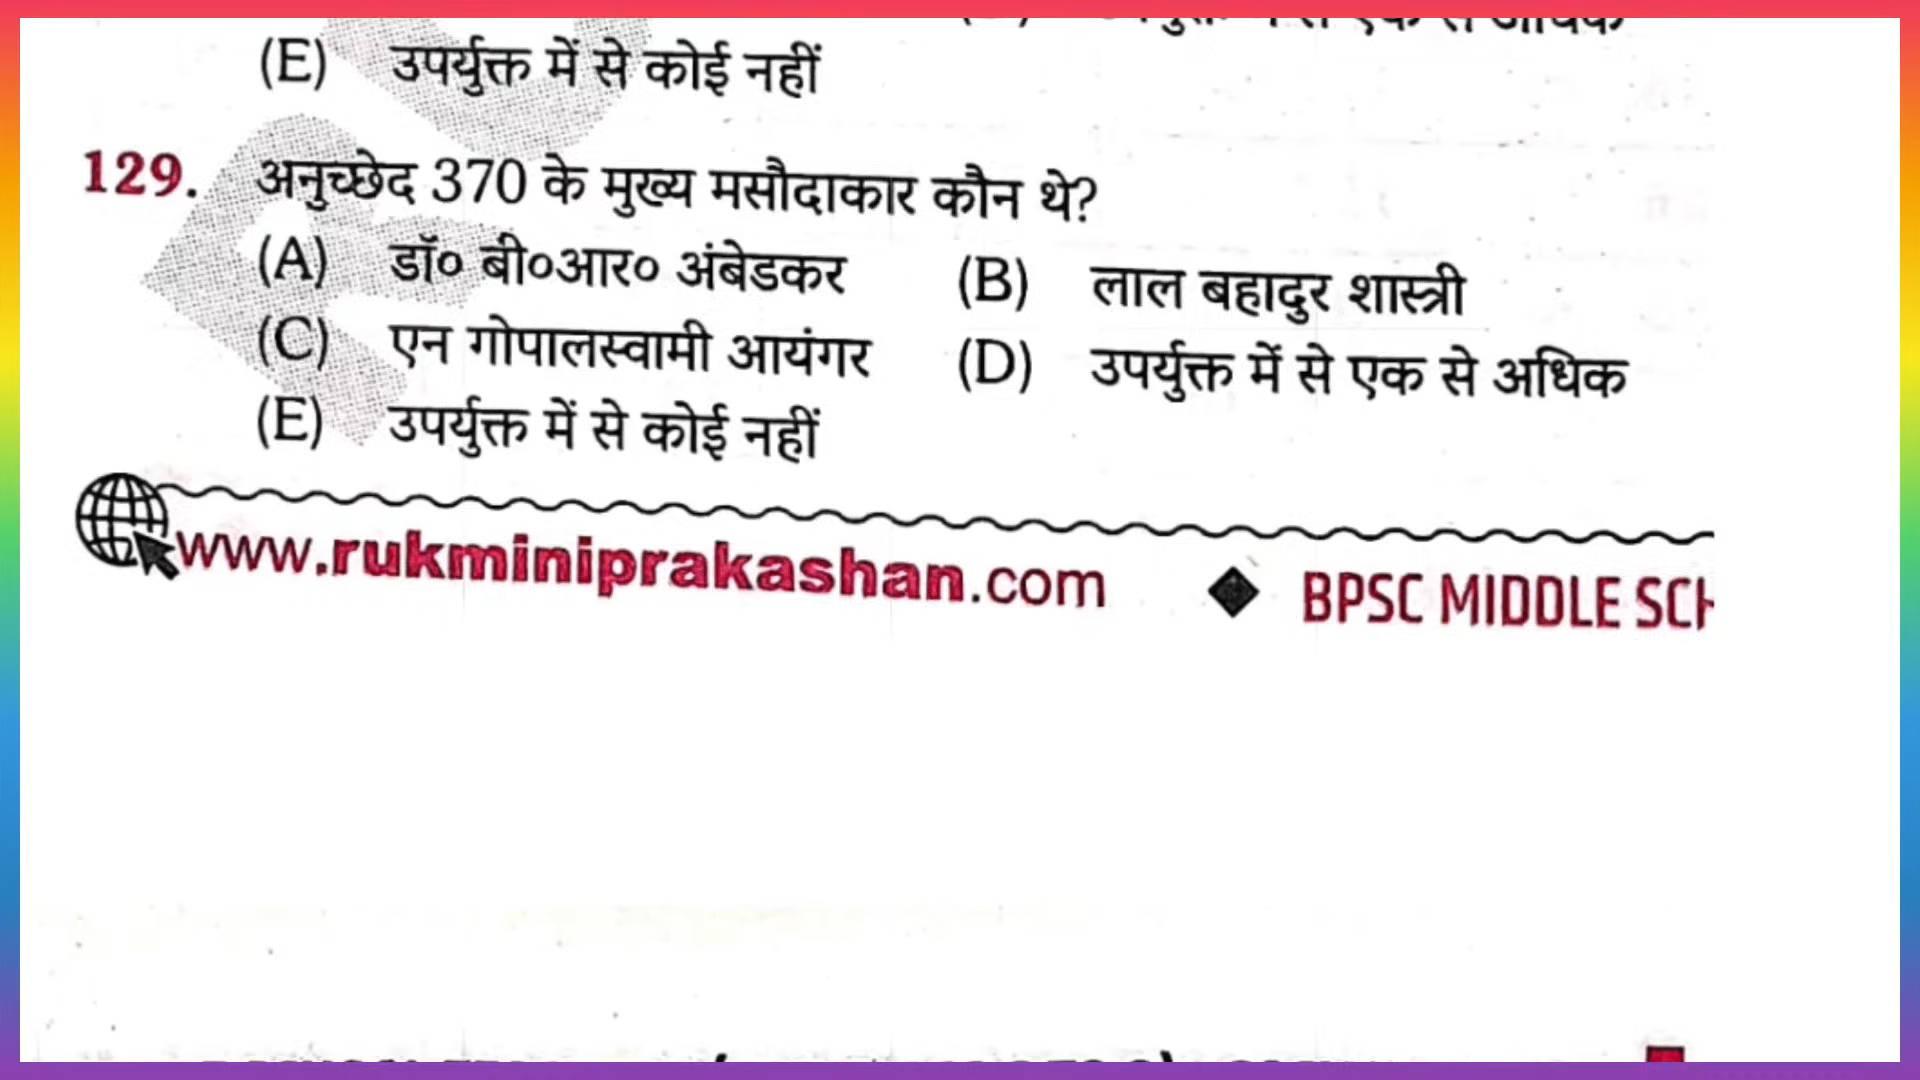 (E) उपर्युक्त में से कोई नहीं
129. अनुच्छेद 370 के मुख्य मसौदाकार कौन थे?
(A) डॉ० बी०आर० अंबेडकर (B) लाल बहादुर शास्त्री
(C) एन गोपालस्वामी आयंगर (D) उपर्युक्त में से एक से अधिक
(E) उपर्युक्त में से कोई नहीं
www.rukminiprakashan.com ◆ BPSC MIDDLE SCH